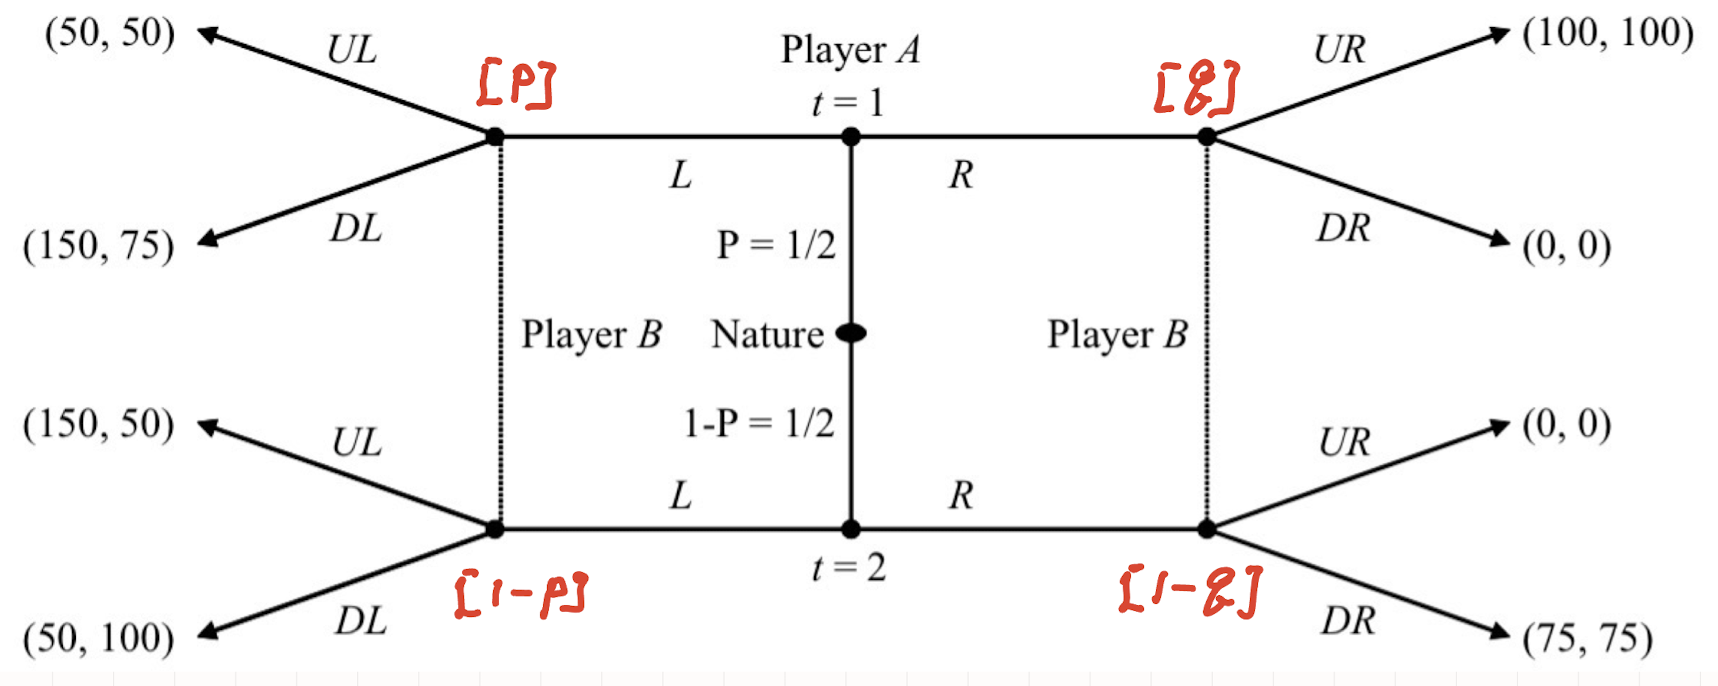 (50, 50)
UL
Player A
UR
(100, 100)
[P]
t = 1
[q]
L
R
(150, 75)
DL
P = 1/2
DR
(0, 0)
Player B
Nature
Player B
(150, 50)
UL
1-P = 1/2
UR
(0, 0)
L
R
t = 2
[1-p]
[1-q]
(50, 100)
DL
DR
(75, 75)